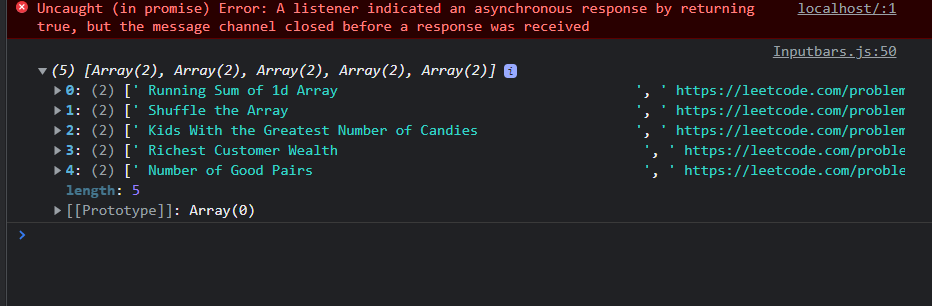 Uncaught (in promise) Error: A listener indicated an asynchronous response by returning localhost/:1
true, but the message channel closed before a response was received
Inputbars.js:50
(5) [Array(2), Array(2), Array(2), Array(2), Array(2)] i
0: (2) [' Running Sum of 1d Array ', ' https://leetcode.com/problem
1: (2) [' Shuffle the Array ', ' https://leetcode.com/problem
2: (2) [' Kids With the Greatest Number of Candies ', ' https://leetcode.com/problem
3: (2) [' Richest Customer Wealth ', ' https://leetcode.com/proble
4: (2) [' Number of Good Pairs ', ' https://leetcode.com/proble
length: 5
[[Prototype]]: Array(0)